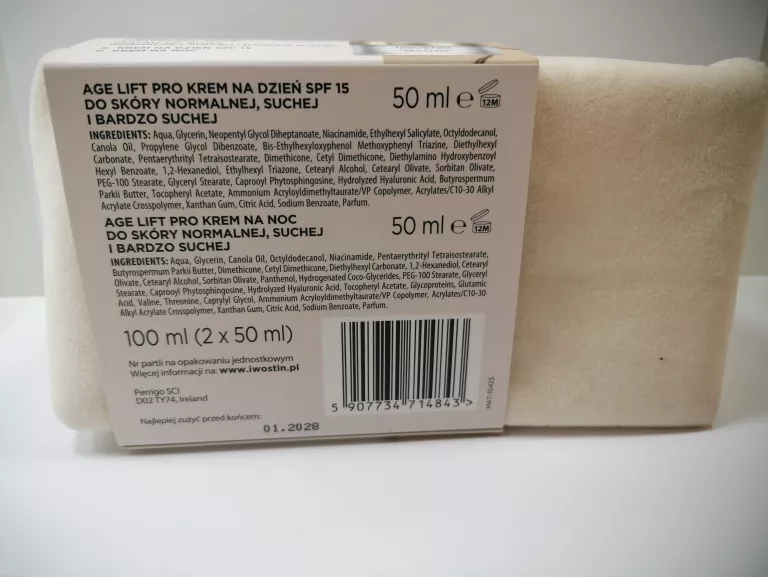 2. KREM NA NOC
AGE LIFT PRO KREM NA DZIEŃ SPF 15
DO SKÓRY NORMALNEJ, SUCHEJ
I BARDZO SUCHEJ
50 ml e 12M
INGREDIENTS: Aqua, Glycerin, Neopentyl Glycol Diheptanoate, Niacinamide, Ethylhexyl Salicylate, Octyldodecanol,
Canola Oil, Propylene Glycol Dibenzoate, Bis-Ethylhexyloxyphenol Methoxyphenyl Triazine, Diethylhexyl
Carbonate, Pentaerythrityl Tetraisostearate, Dimethicone, Cetyl Dimethicone, Diethylamino Hydroxybenzoyl
Hexyl Benzoate, 1,2-Hexanediol, Ethylhexyl Triazone, Cetearyl Alcohol, Cetearyl Olivate, Sorbitan Olivate,
PEG-100 Stearate, Glyceryl Stearate, Caprooyl Phytosphingosine, Hydrolyzed Hyaluronic Acid, Butyrospermum
Parkii Butter, Tocopheryl Acetate, Ammonium Acryloyldimethyltaurate/VP Copolymer, Acrylates/C10-30 Alkyl
Acrylate Crosspolymer, Xanthan Gum, Citric Acid, Sodium Benzoate, Parfum.
AGE LIFT PRO KREM NA NOC
DO SKÓRY NORMALNEJ, SUCHEJ
I BARDZO SUCHEJ
50 ml e 12M
INGREDIENTS: Aqua, Glycerin, Canola Oil, Octyldodecanol, Niacinamide, Pentaerythrityl Tetraisostearate,
Butyrospermum Parkii Butter, Dimethicone, Cetyl Dimethicone, Diethylhexyl Carbonate, 1,2-Hexanediol, Cetearyl
Olivate, Cetearyl Alcohol, Sorbitan Olivate, Panthenol, Hydrogenated Coco-Glycerides, PEG-100 Stearate, Glyceryl
Stearate, Caprooyl Phytosphingosine, Hydrolyzed Hyaluronic Acid, Tocopheryl Acetate, Glycoproteins, Glutamic
Acid, Valine, Threonine, Caprylyl Glycol, Ammonium Acryloyldimethyltaurate/VP Copolymer, Acrylates/C10-30
Alkyl Acrylate Crosspolymer, Xanthan Gum, Citric Acid, Sodium Benzoate, Parfum.
100 ml (2 x 50 ml)
Nr partii na opakowaniu jednostkowym
Więcej informacji na: www.iwostin.pl
Perrigo SCI
D02 TY74, Ireland
Najlepiej zużyć przed końcem:
01.2028
5 907734 714843 >
MAT-10425